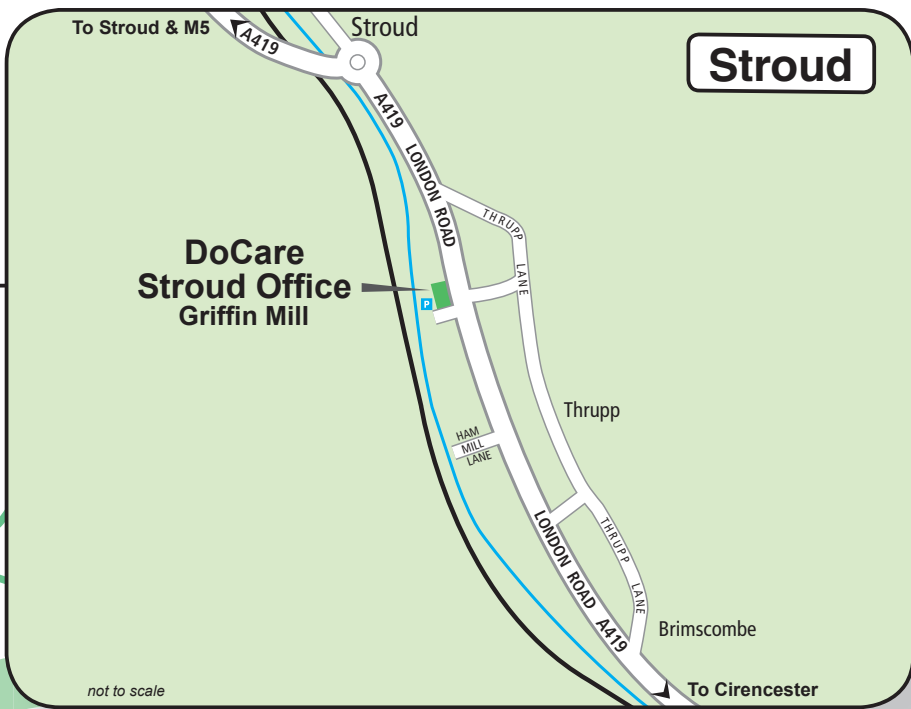 To Stroud & M5
A419
Stroud
Stroud
A419
LONDON ROAD
THRUPP
LANE
DoCare
Stroud Office
Griffin Mill
P
Thrupp
HAM
MILL
LANE
LONDON ROAD
A419
THRUPP
LANE
Brimscombe
not to scale
To Cirencester